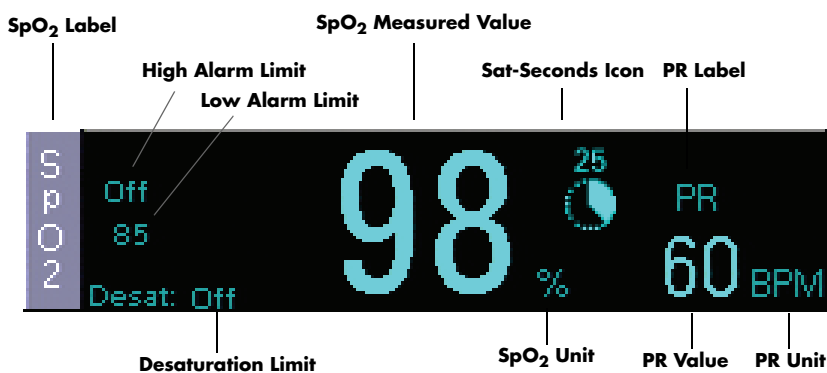 SpO2 Label
SpO2 Measured Value
High Alarm Limit
Sat-Seconds Icon
PR Label
Low Alarm Limit
SpO2
Off
85
Desat: Off
98
%
25
PR
60 BPM
Desaturation Limit
SpO2 Unit
PR Value
PR Unit